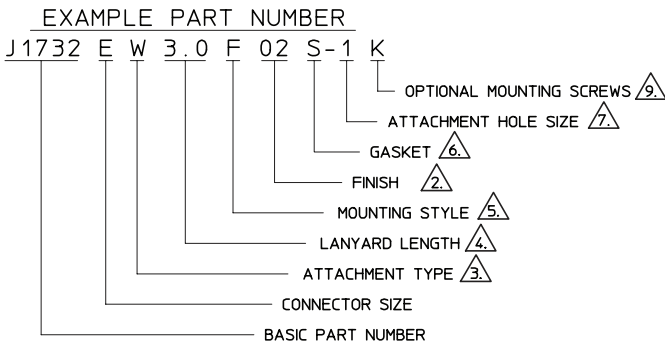 EXAMPLE PART NUMBER
J1732 E W 3.0 F 02 S-1 K
OPTIONAL MOUNTING SCREWS 9.
ATTACHMENT HOLE SIZE 7.
GASKET 6.
FINISH 2.
MOUNTING STYLE 5.
LANYARD LENGTH 4.
ATTACHMENT TYPE 3.
CONNECTOR SIZE
BASIC PART NUMBER